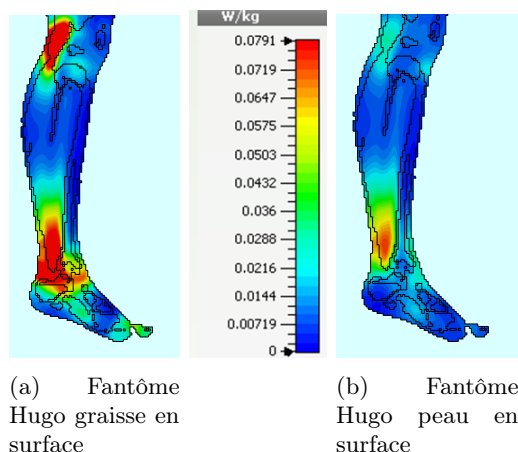 W/kg
0.0791
0.0719
0.0647
0.0575
0.0503
0.0432
0.036
0.0288
0.0216
0.0144
0.00719
0
(a) Fantôme
Hugo graisse en
surface
(b) Fantôme
Hugo peau en
surface